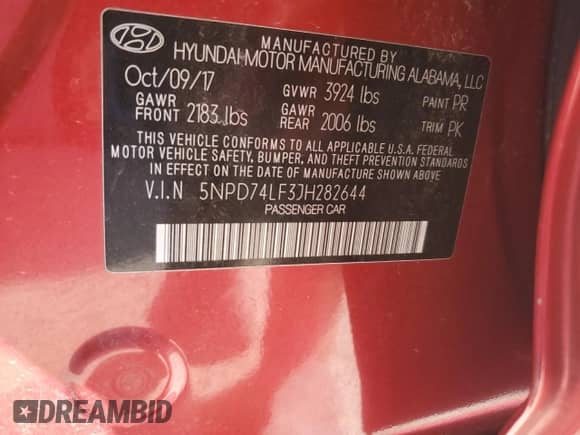 MANUFACTURED BY
HYUNDAI MOTOR MANUFACTURING ALABAMA, LLC
Oct/09/17 GVWR 3924 lbs PAINT PR
GAWR FRONT 2183 lbs GAWR REAR 2006 lbs TRIM PK
THIS VEHICLE CONFORMS TO ALL APPLICABLE U.S.A. FEDERAL
MOTOR VEHICLE SAFETY, BUMPER, AND THEFT PREVENTION STANDARDS
IN EFFECT ON THE DATE OF MANUFACTURE SHOWN ABOVE.
V.I.N 5NPD74LF3JH282644
PASSENGER CAR
DREAMBID